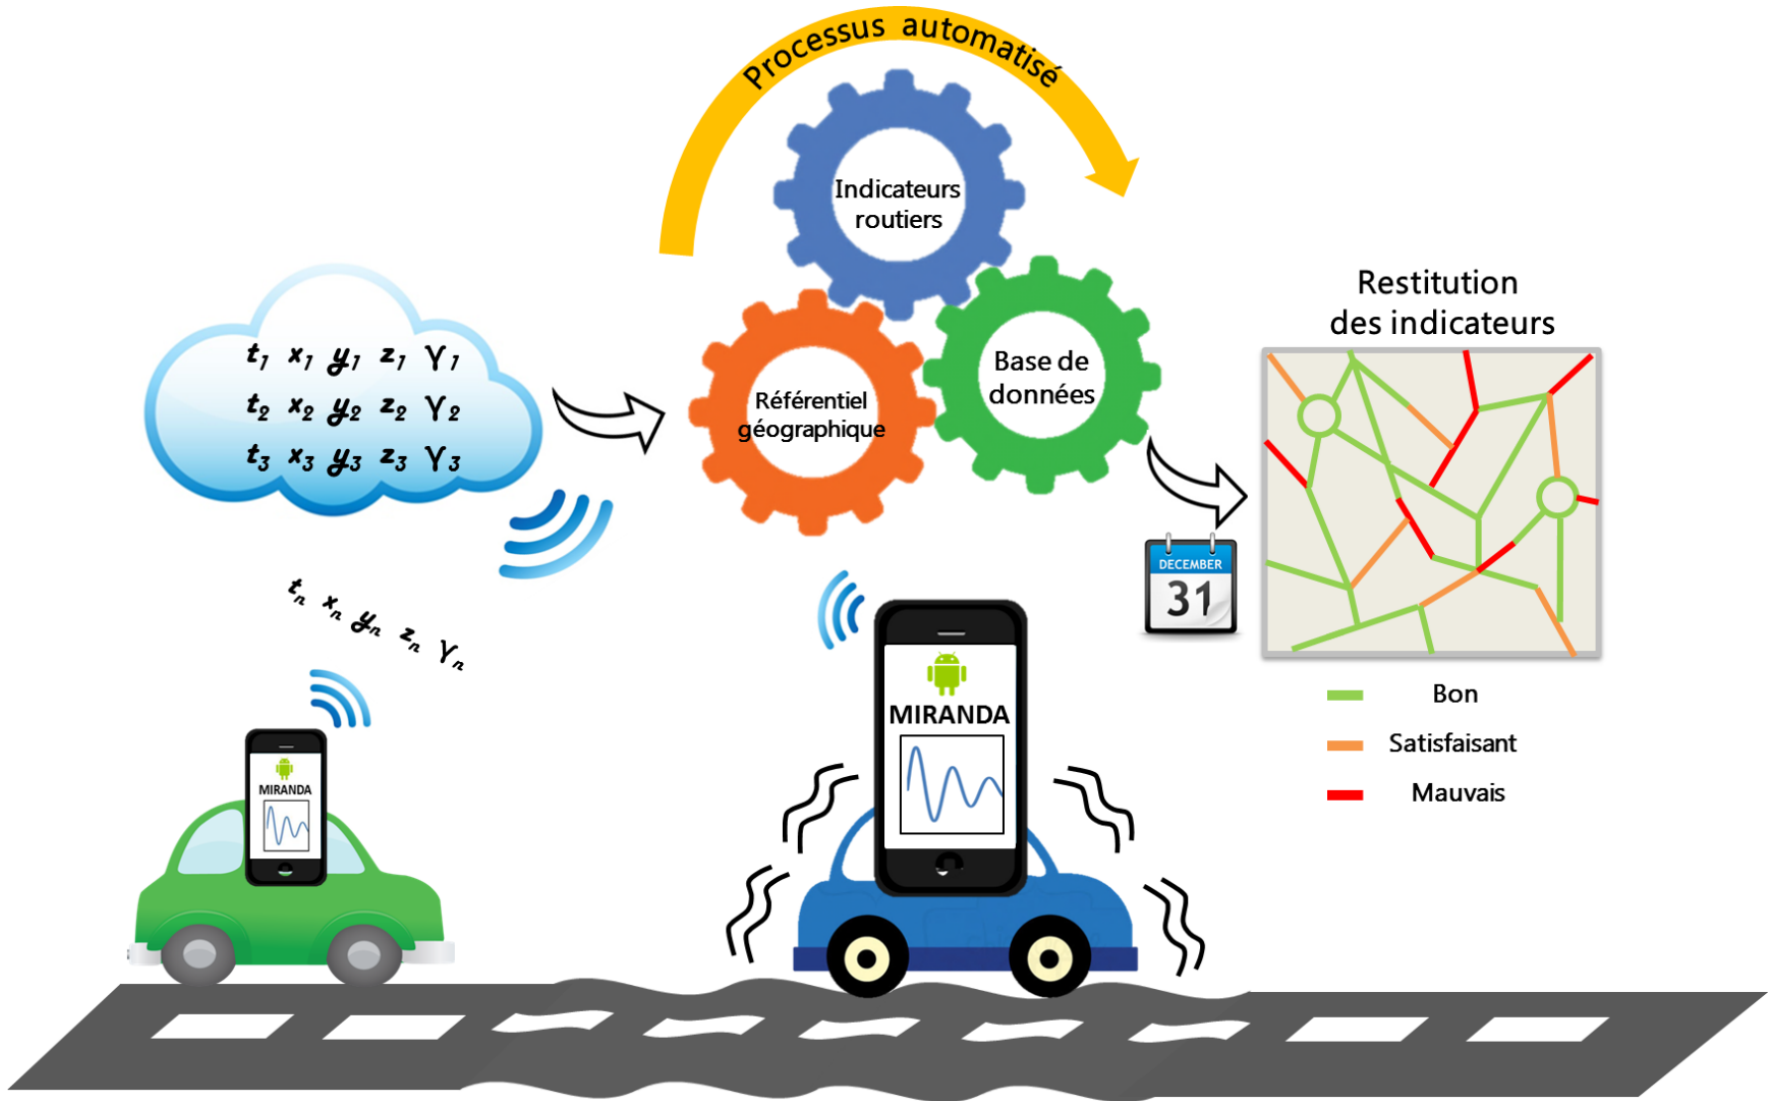 Processus automatisé
Indicateurs
routiers
Référentiel
géographique
Base de
données
t₁ x₁ y₁ z₁ γ₁
t₂ x₂ y₂ z₂ γ₂
t₃ x₃ y₃ z₃ γ₃
tₙ xₙ yₙ zₙ γₙ
MIRANDA
MIRANDA
DECEMBER
31
Restitution
des indicateurs
Bon
Satisfaisant
Mauvais